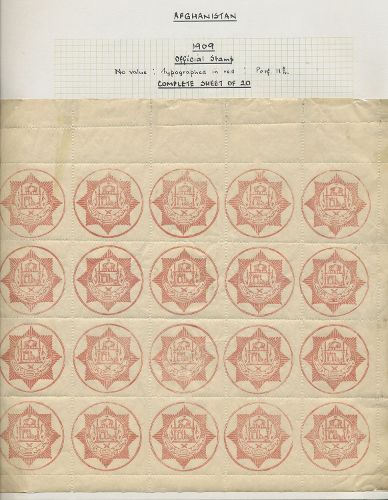 AFGHANISTAN
1909
Official Stamp
No value : typographed in red : Perf. 11½.
COMPLETE SHEET OF 20